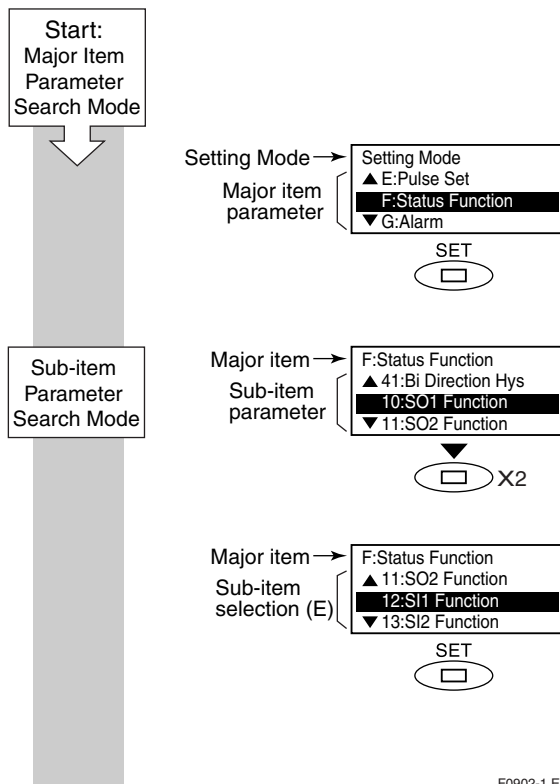 Start:
Major Item
Parameter
Search Mode
Setting Mode
Major item
parameter
Setting Mode
▲ E:Pulse Set
F:Status Function
▼ G:Alarm
SET
Sub-item
Parameter
Search Mode
Major item
Sub-item
parameter
F:Status Function
▲ 41:Bi Direction Hys
10:SO1 Function
▼ 11:SO2 Function
▼
X2
Major item
Sub-item
selection (E)
F:Status Function
▲ 11:SO2 Function
12:SI1 Function
▼ 13:SI2 Function
SET